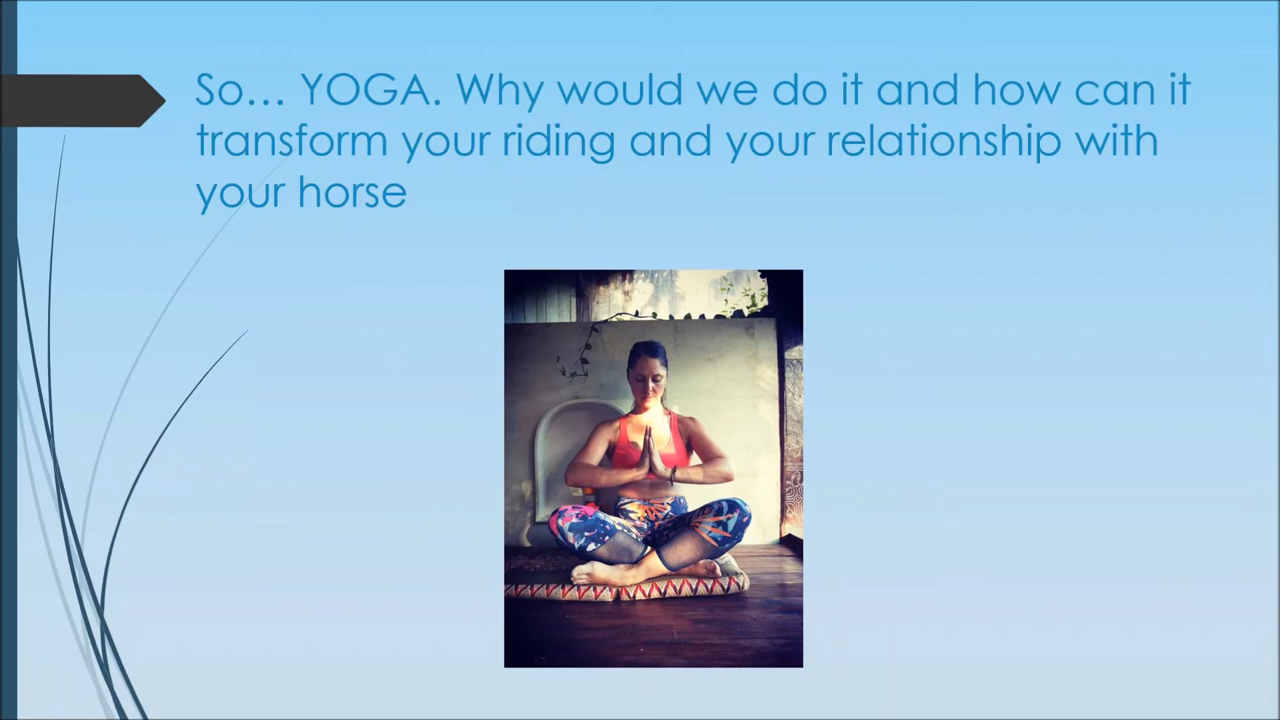 So… YOGA. Why would we do it and how can it
transform your riding and your relationship with
your horse